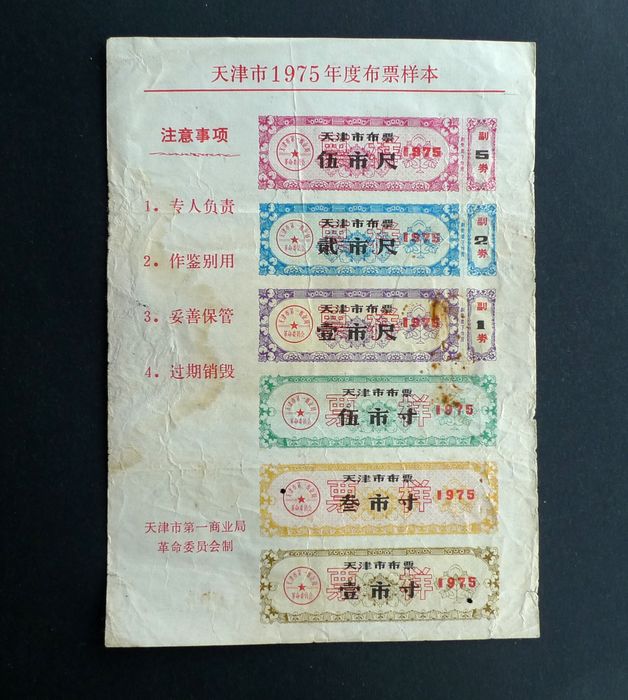 天津市1975年度布票样本
注意事项
1. 专人负责
2. 作鉴别用
3. 妥善保管
4. 过期销毁
天津市第一商业局
革命委员会制
天津市布票
票样
1975
伍市尺
副
5
券
天津市布票
票样
1975
贰市尺
副
2
券
天津市布票
票样
1975
壹市尺
副
1
券
天津市布票
票样
1975
伍市寸
天津市布票
票样
1975
叁市寸
天津市布票
票样
1975
壹市寸